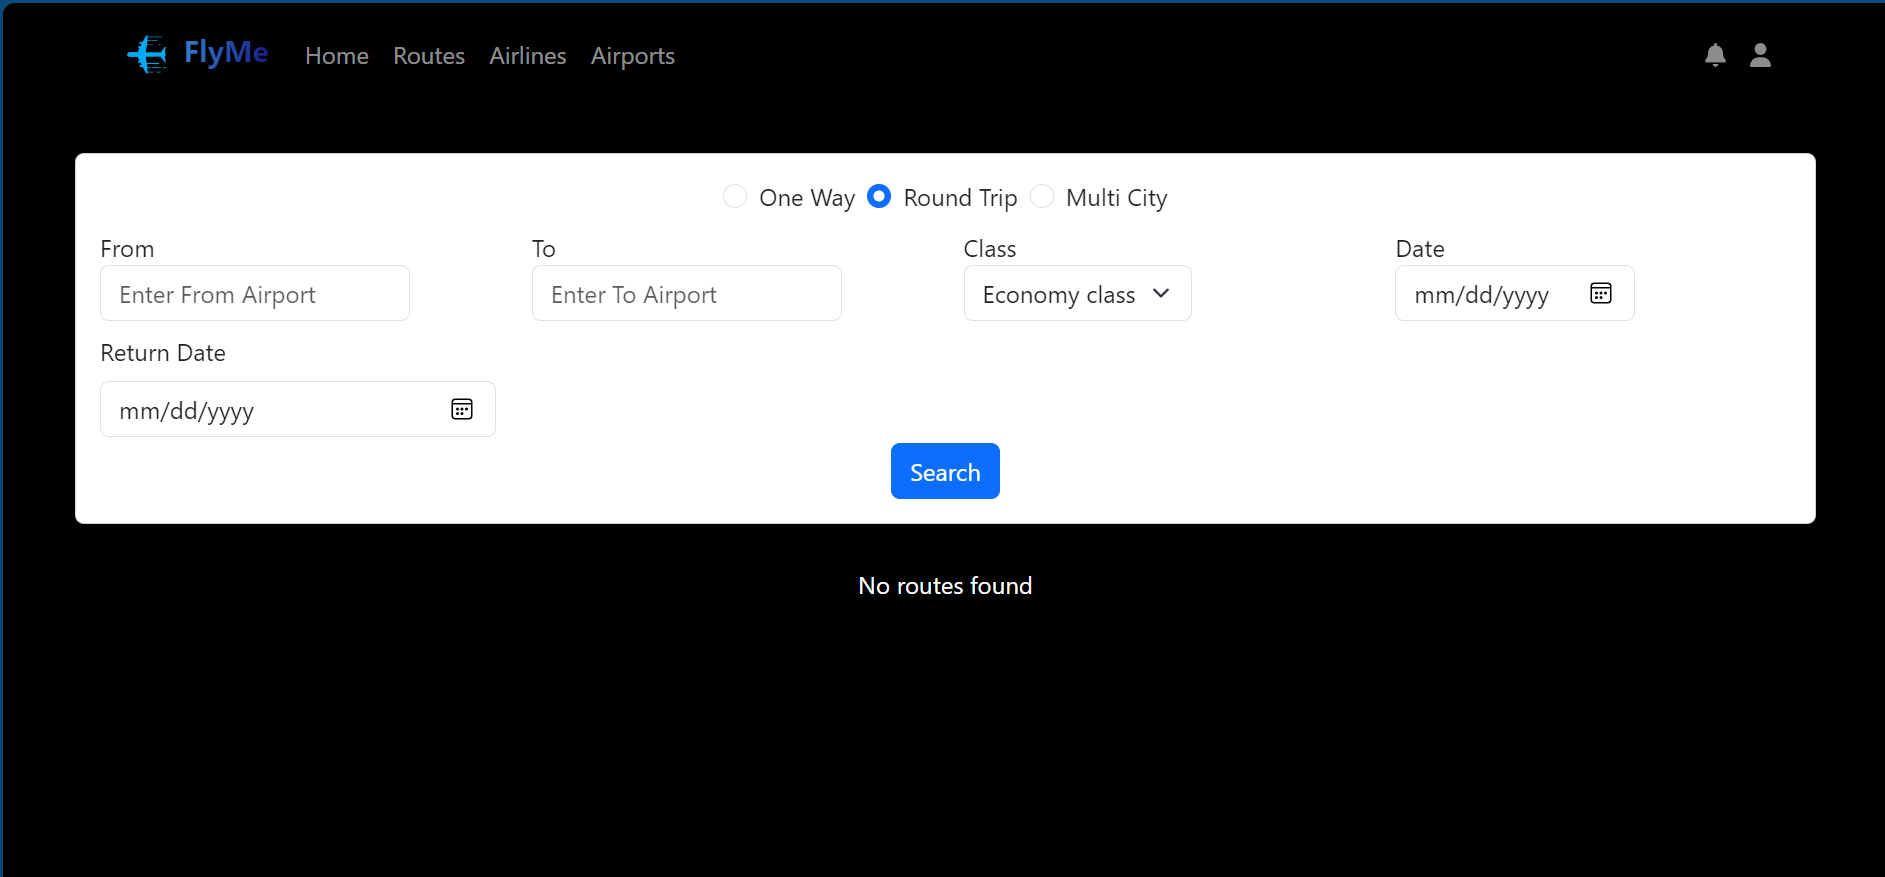 FlyMe Home Routes Airlines Airports
One Way Round Trip Multi City
From To Class Date
Enter From Airport Enter To Airport Economy class mm/dd/yyyy
Return Date
mm/dd/yyyy
Search
No routes found